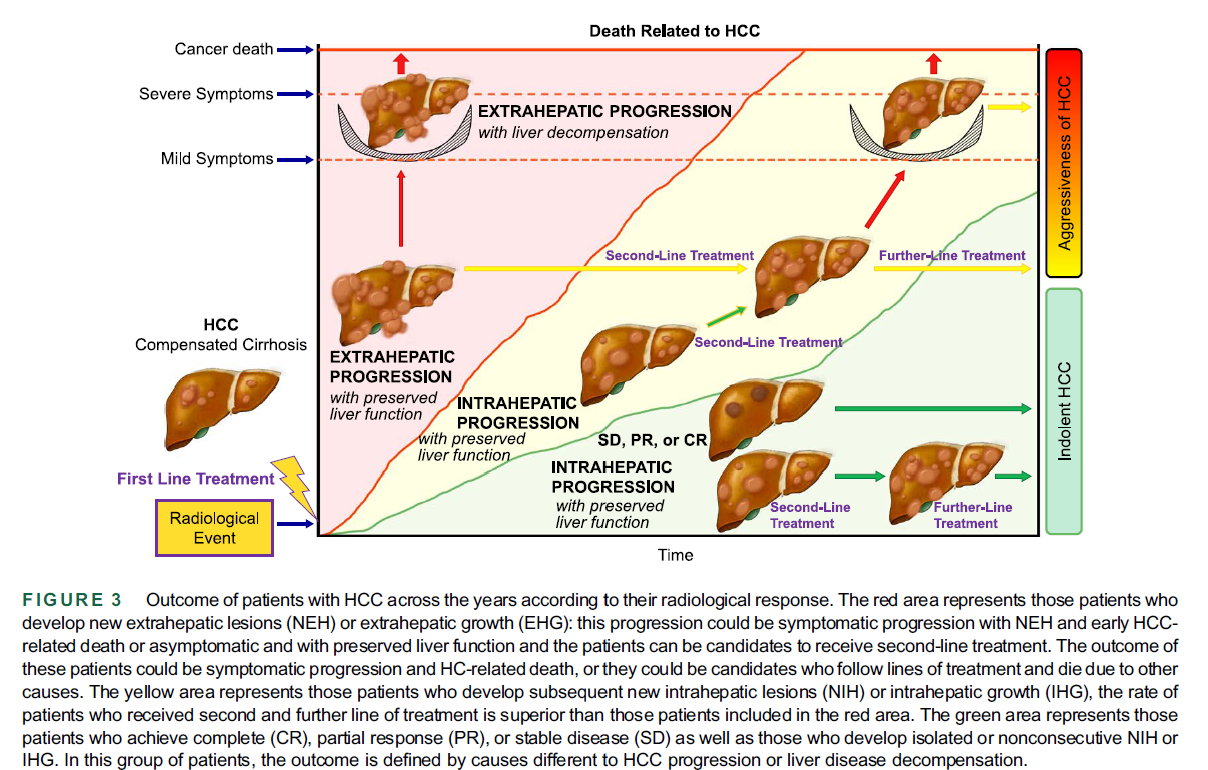 Death Related to HCC
Cancer death
Severe Symptoms
EXTRAHEPATIC PROGRESSION
with liver decompensation
Mild Symptoms
Aggressiveness of HCC
Second-Line Treatment
Further-Line Treatment
HCC
Compensated Cirrhosis
Second-Line Treatment
EXTRAHEPATIC
PROGRESSION
with preserved
liver function
INTRAHEPATIC
PROGRESSION
with preserved
liver function
SD, PR, or CR
Indolent HCC
INTRAHEPATIC
PROGRESSION
with preserved
liver function
Second-Line
Treatment
Further-Line
Treatment
First Line Treatment
Radiological
Event
Time
FIGURE 3 Outcome of patients with HCC across the years according to their radiological response. The red area represents those patients who
develop new extrahepatic lesions (NEH) or extrahepatic growth (EHG): this progression could be symptomatic progression with NEH and early HCC-
related death or asymptomatic and with preserved liver function and the patients can be candidates to receive second-line treatment. The outcome of
these patients could be symptomatic progression and HC-related death, or they could be candidates who follow lines of treatment and die due to other
causes. The yellow area represents those patients who develop subsequent new intrahepatic lesions (NIH) or intrahepatic growth (IHG), the rate of
patients who received second and further line of treatment is superior than those patients included in the red area. The green area represents those
patients who achieve complete (CR), partial response (PR), or stable disease (SD) as well as those who develop isolated or nonconsecutive NIH or
IHG. In this group of patients, the outcome is defined by causes different to HCC progression or liver disease decompensation.